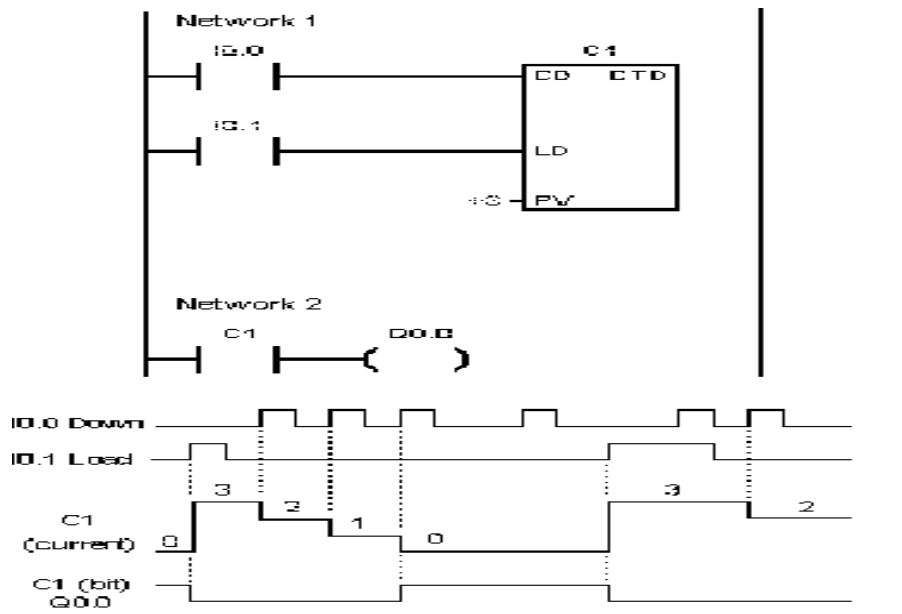 Network 1
I0.0
C1
CD CTD
I0.1
LD
+3
PV
Network 2
C1
Q0.0
I0.0 Down
I0.1 Load
3
3
2
2
1
C1
0
0
(current)
C1 (bit)
Q0.0